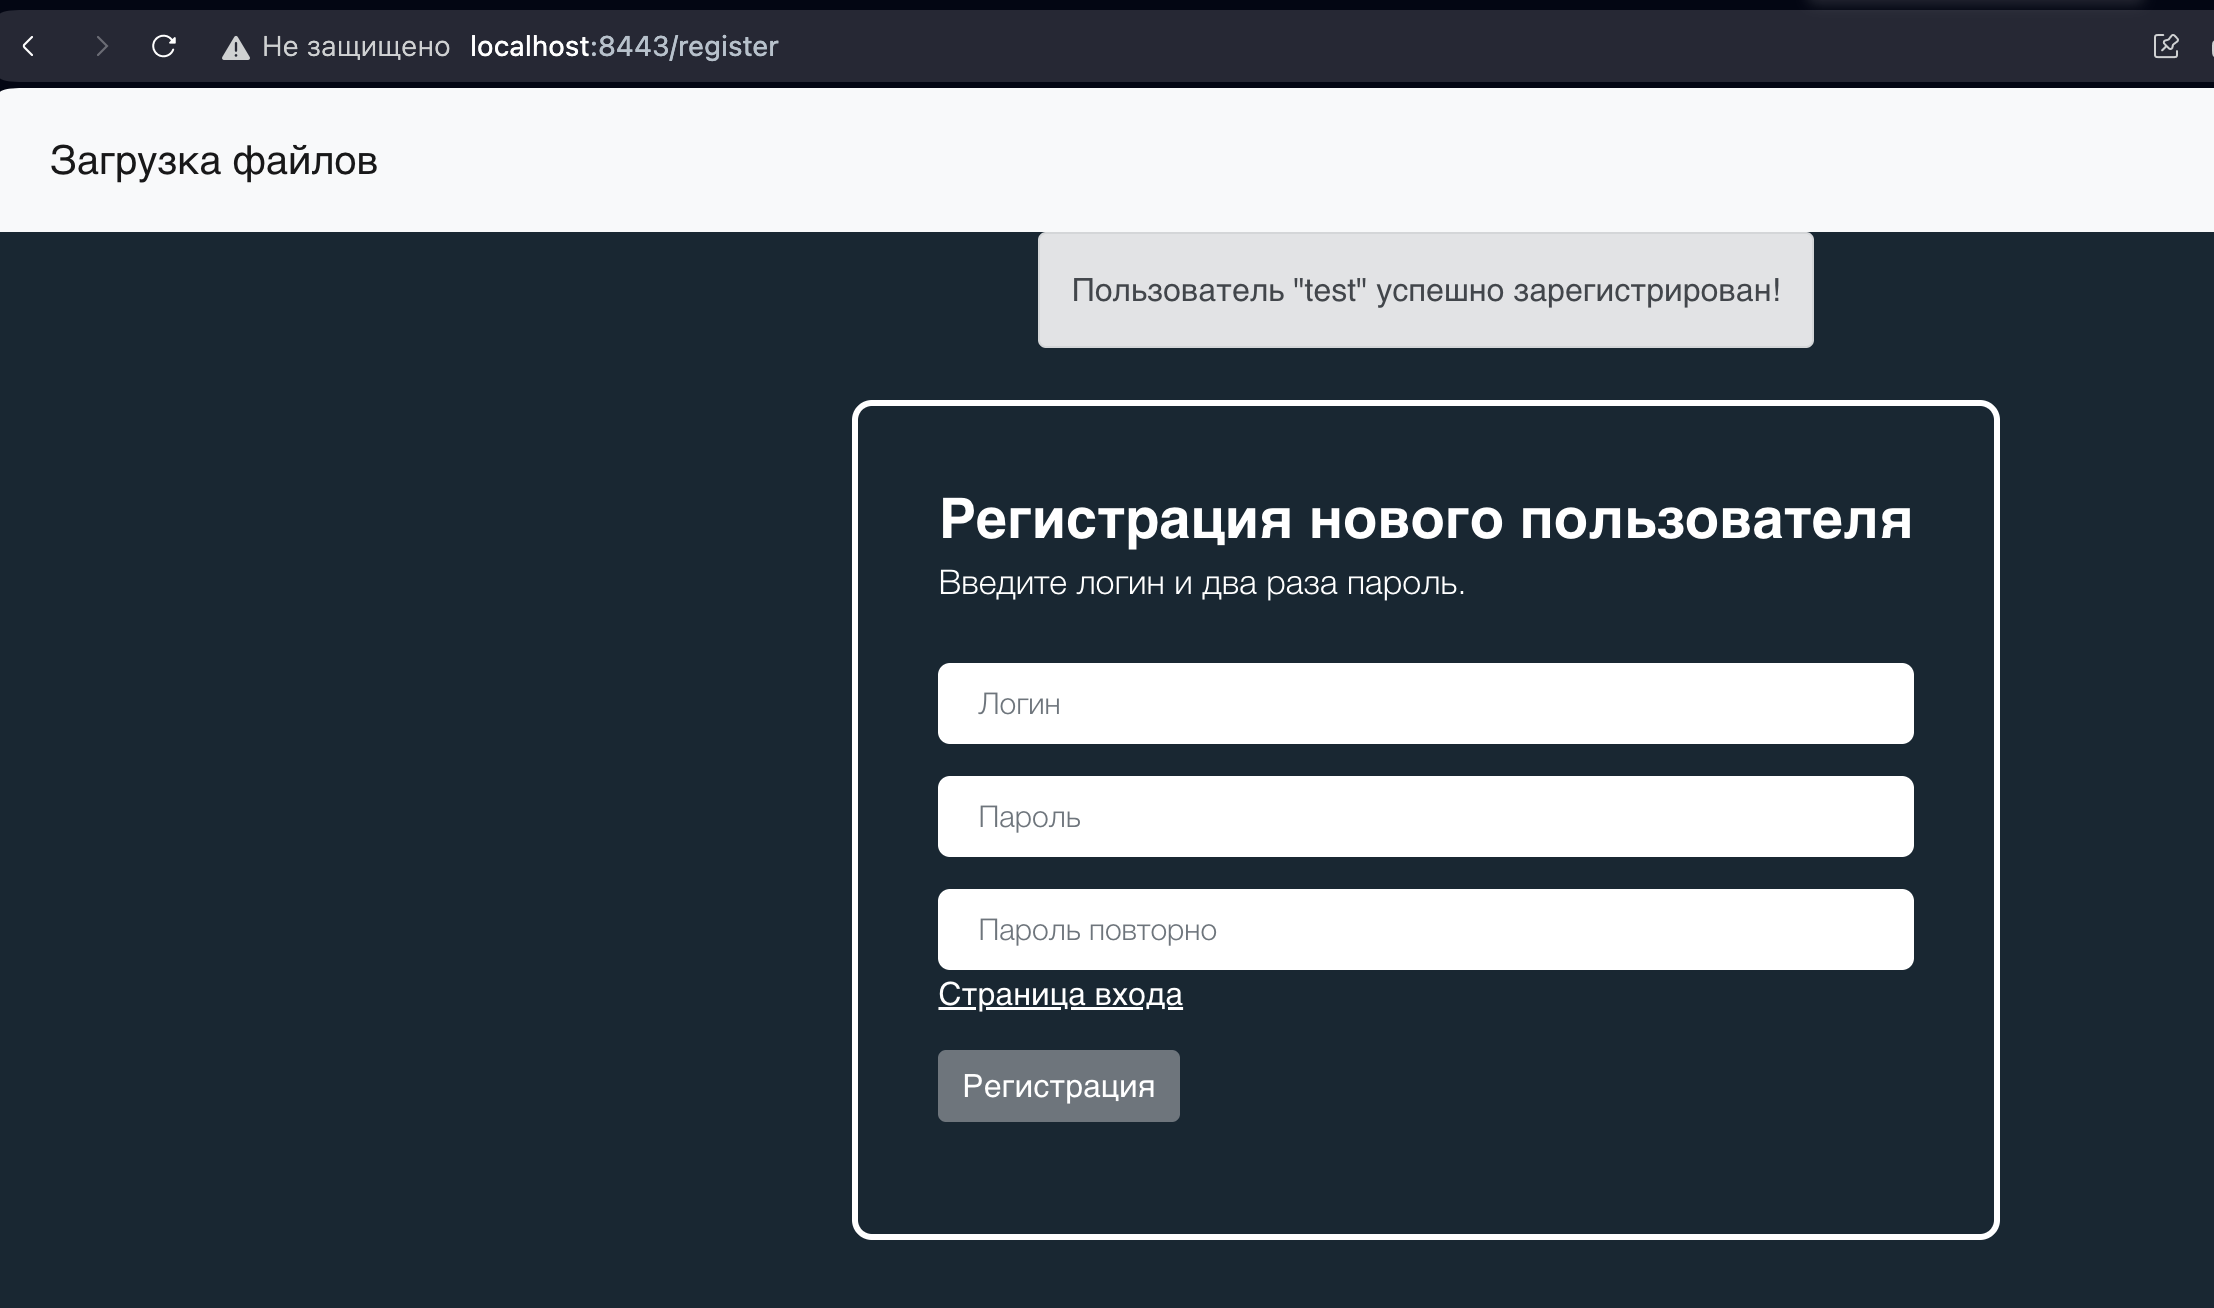 Не защищено localhost:8443/register
Загрузка файлов
Пользователь "test" успешно зарегистрирован!
Регистрация нового пользователя
Введите логин и два раза пароль.
Логин
Пароль
Пароль повторно
Страница входа
Регистрация